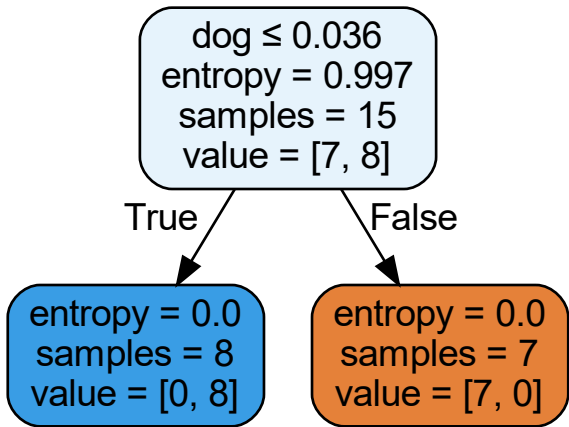 dog ≤ 0.036
entropy = 0.997
samples = 15
value = [7, 8]
True
False
entropy = 0.0
samples = 8
value = [0, 8]
entropy = 0.0
samples = 7
value = [7, 0]